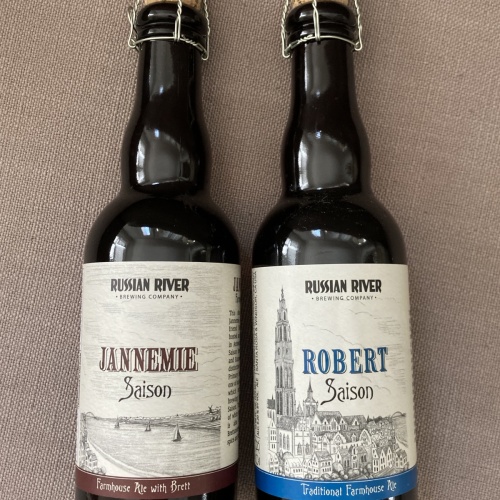 RUSSIAN RIVER
• BREWING COMPANY •
JANNEMIE
Saison
Farmhouse Ale with Brett
RUSSIAN RIVER
• BREWING COMPANY •
ROBERT
Saison
Traditional Farmhouse Ale